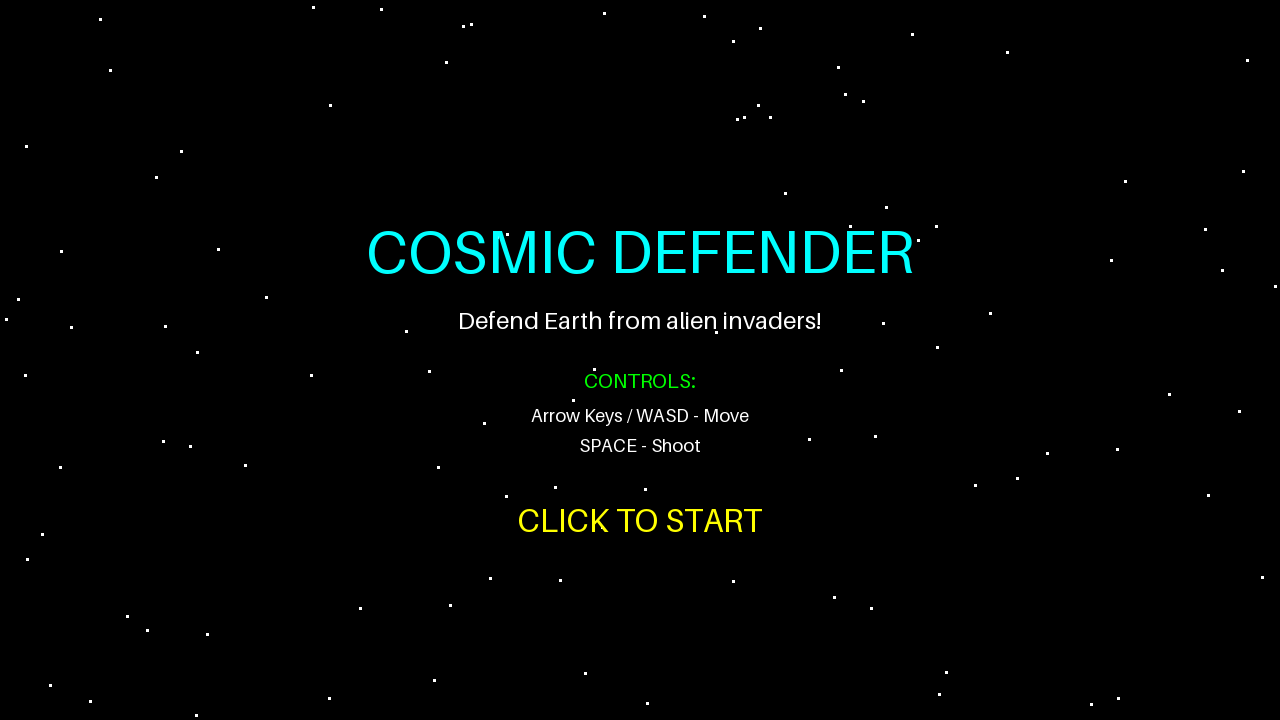 COSMIC DEFENDER
Defend Earth from alien invaders!
CONTROLS:
Arrow Keys / WASD - Move
SPACE - Shoot
CLICK TO START